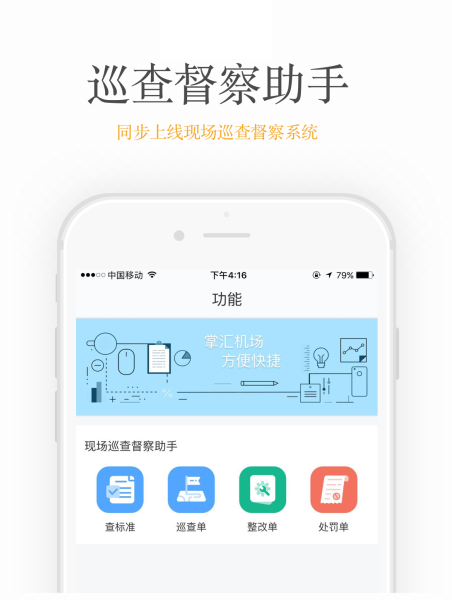 巡查督察助手
同步上线现场巡查督察系统
中国移动 下午4:16 79%
功能
掌汇机场
方便快捷
现场巡查督察助手
查标准 巡查单 整改单 处罚单